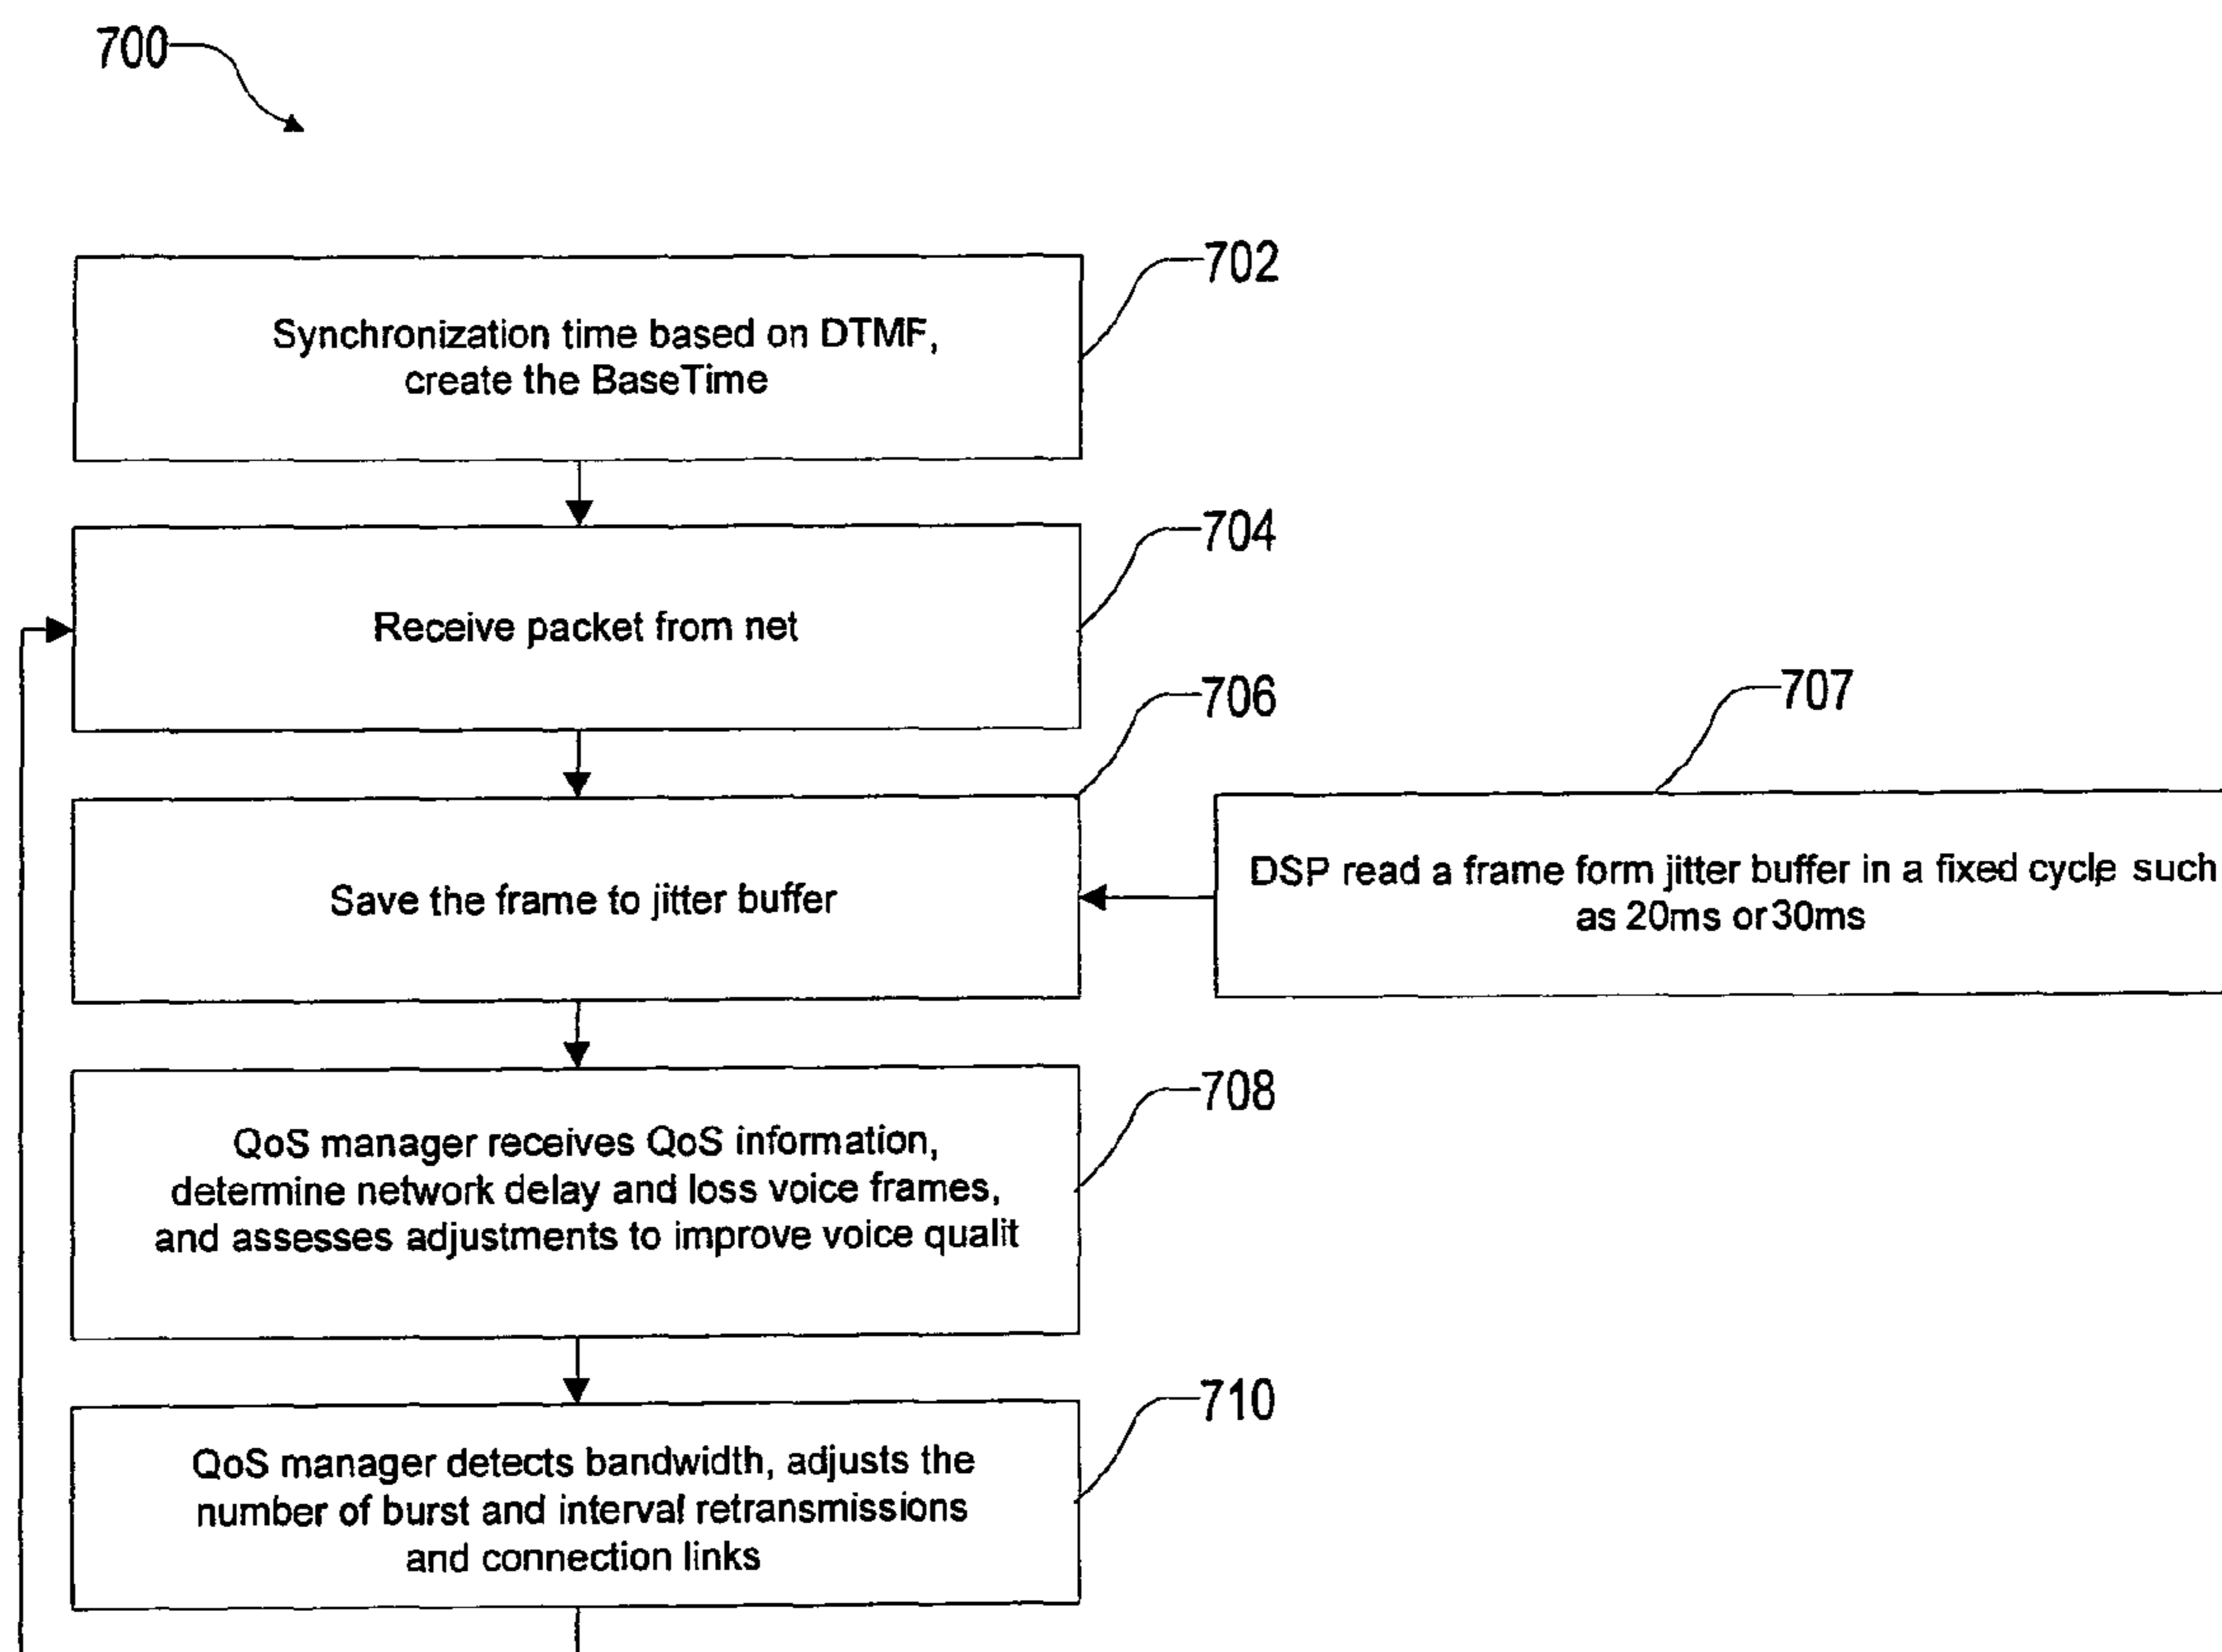 700
702
Synchronization time based on DTMF,
create the BaseTime
704
Receive packet from net
706
707
Save the frame to jitter buffer
DSP read a frame form jitter buffer in a fixed cycle such
as 20ms or 30ms
708
QoS manager receives QoS information,
determine network delay and loss voice frames,
and assesses adjustments to improve voice qualit
710
QoS manager detects bandwidth, adjusts the
number of burst and interval retransmissions
and connection links